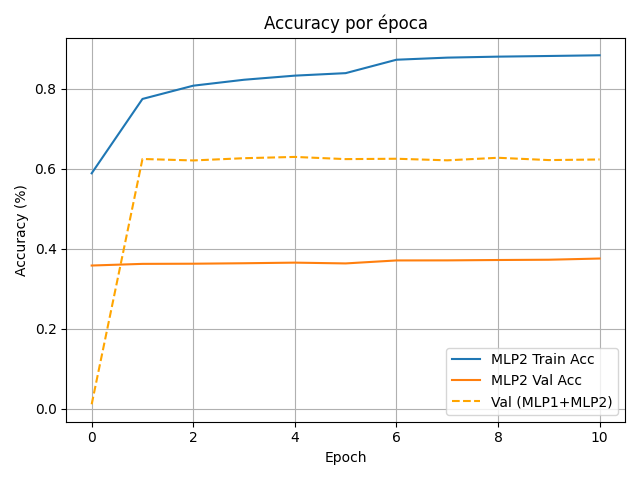 Accuracy por época
Accuracy (%)
0.8
0.6
0.4
0.2
0.0
0 2 4 6 8 10
Epoch
MLP2 Train Acc
MLP2 Val Acc
Val (MLP1+MLP2)